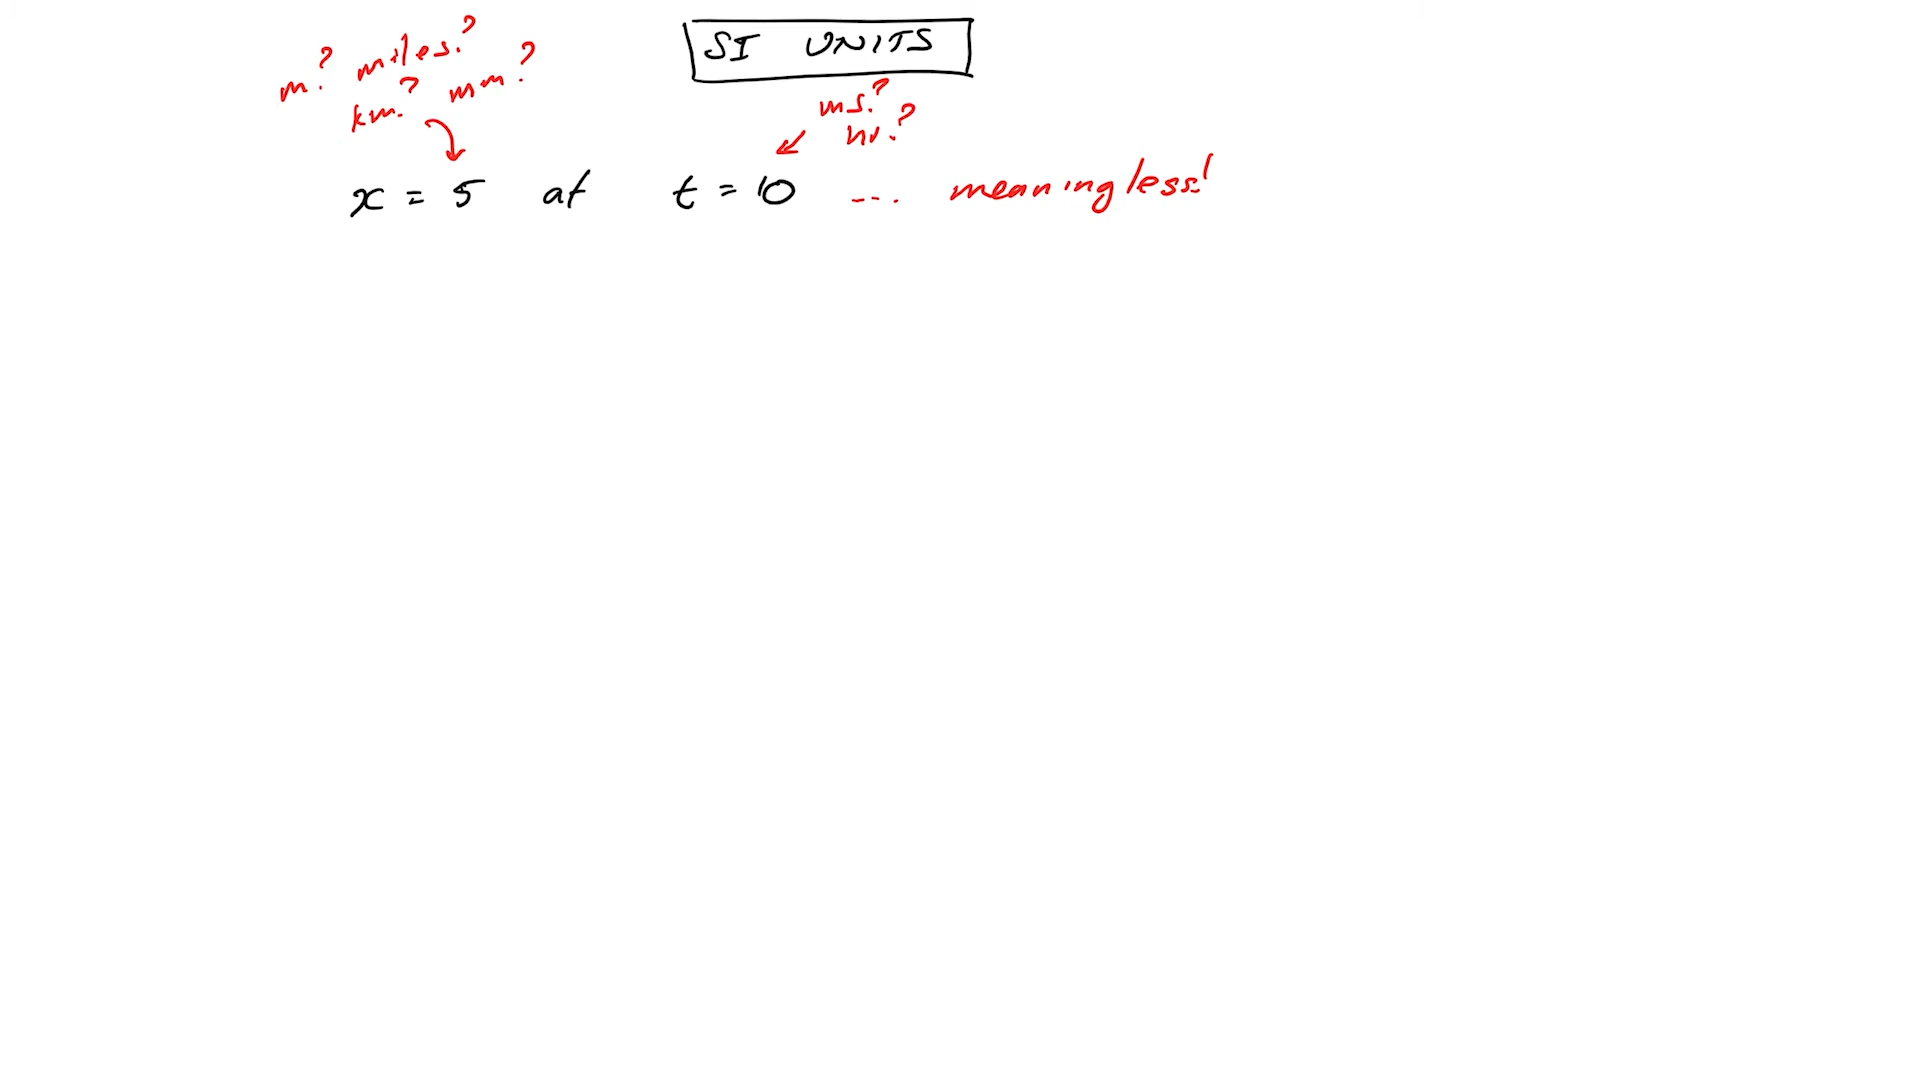 SI UNITS
m? miles?
km? mm?
ms?
hr.?
x = 5 at t = 10 ... meaningless!